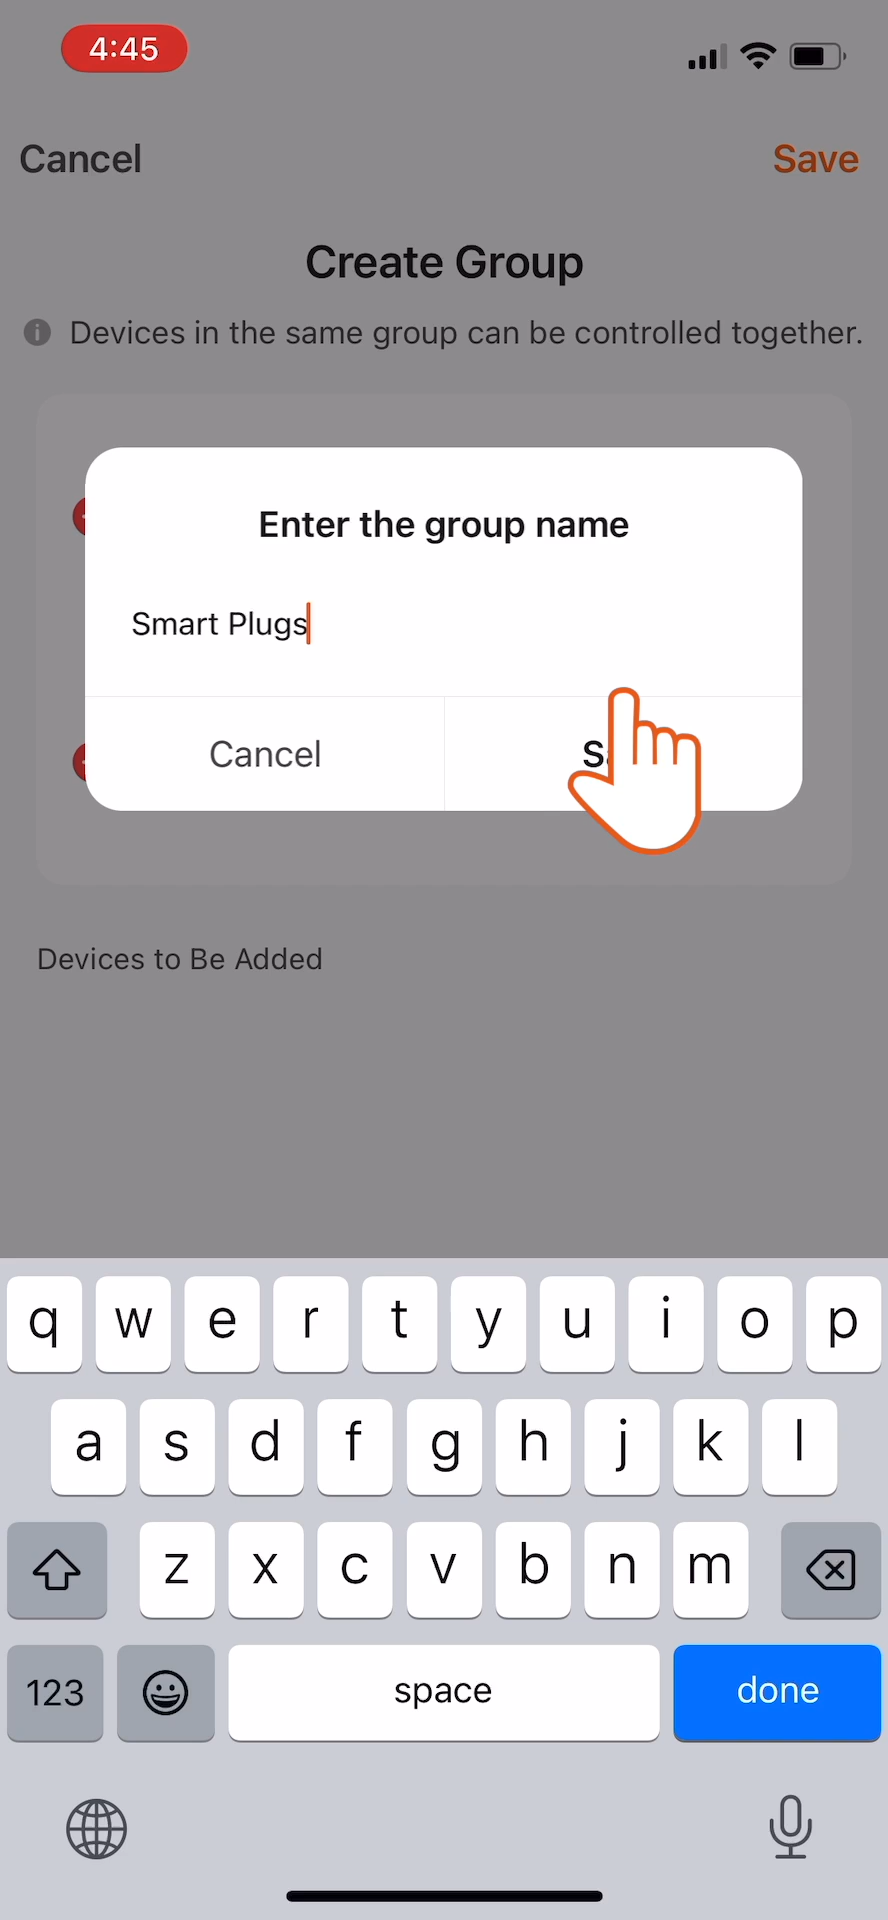 4:45
Cancel
Save
Create Group
Devices in the same group can be controlled together.
Enter the group name
Smart Plugs
Cancel
Devices to Be Added
q w e r t y u i o p
a s d f g h j k l
z x c v b n m
123
space
done